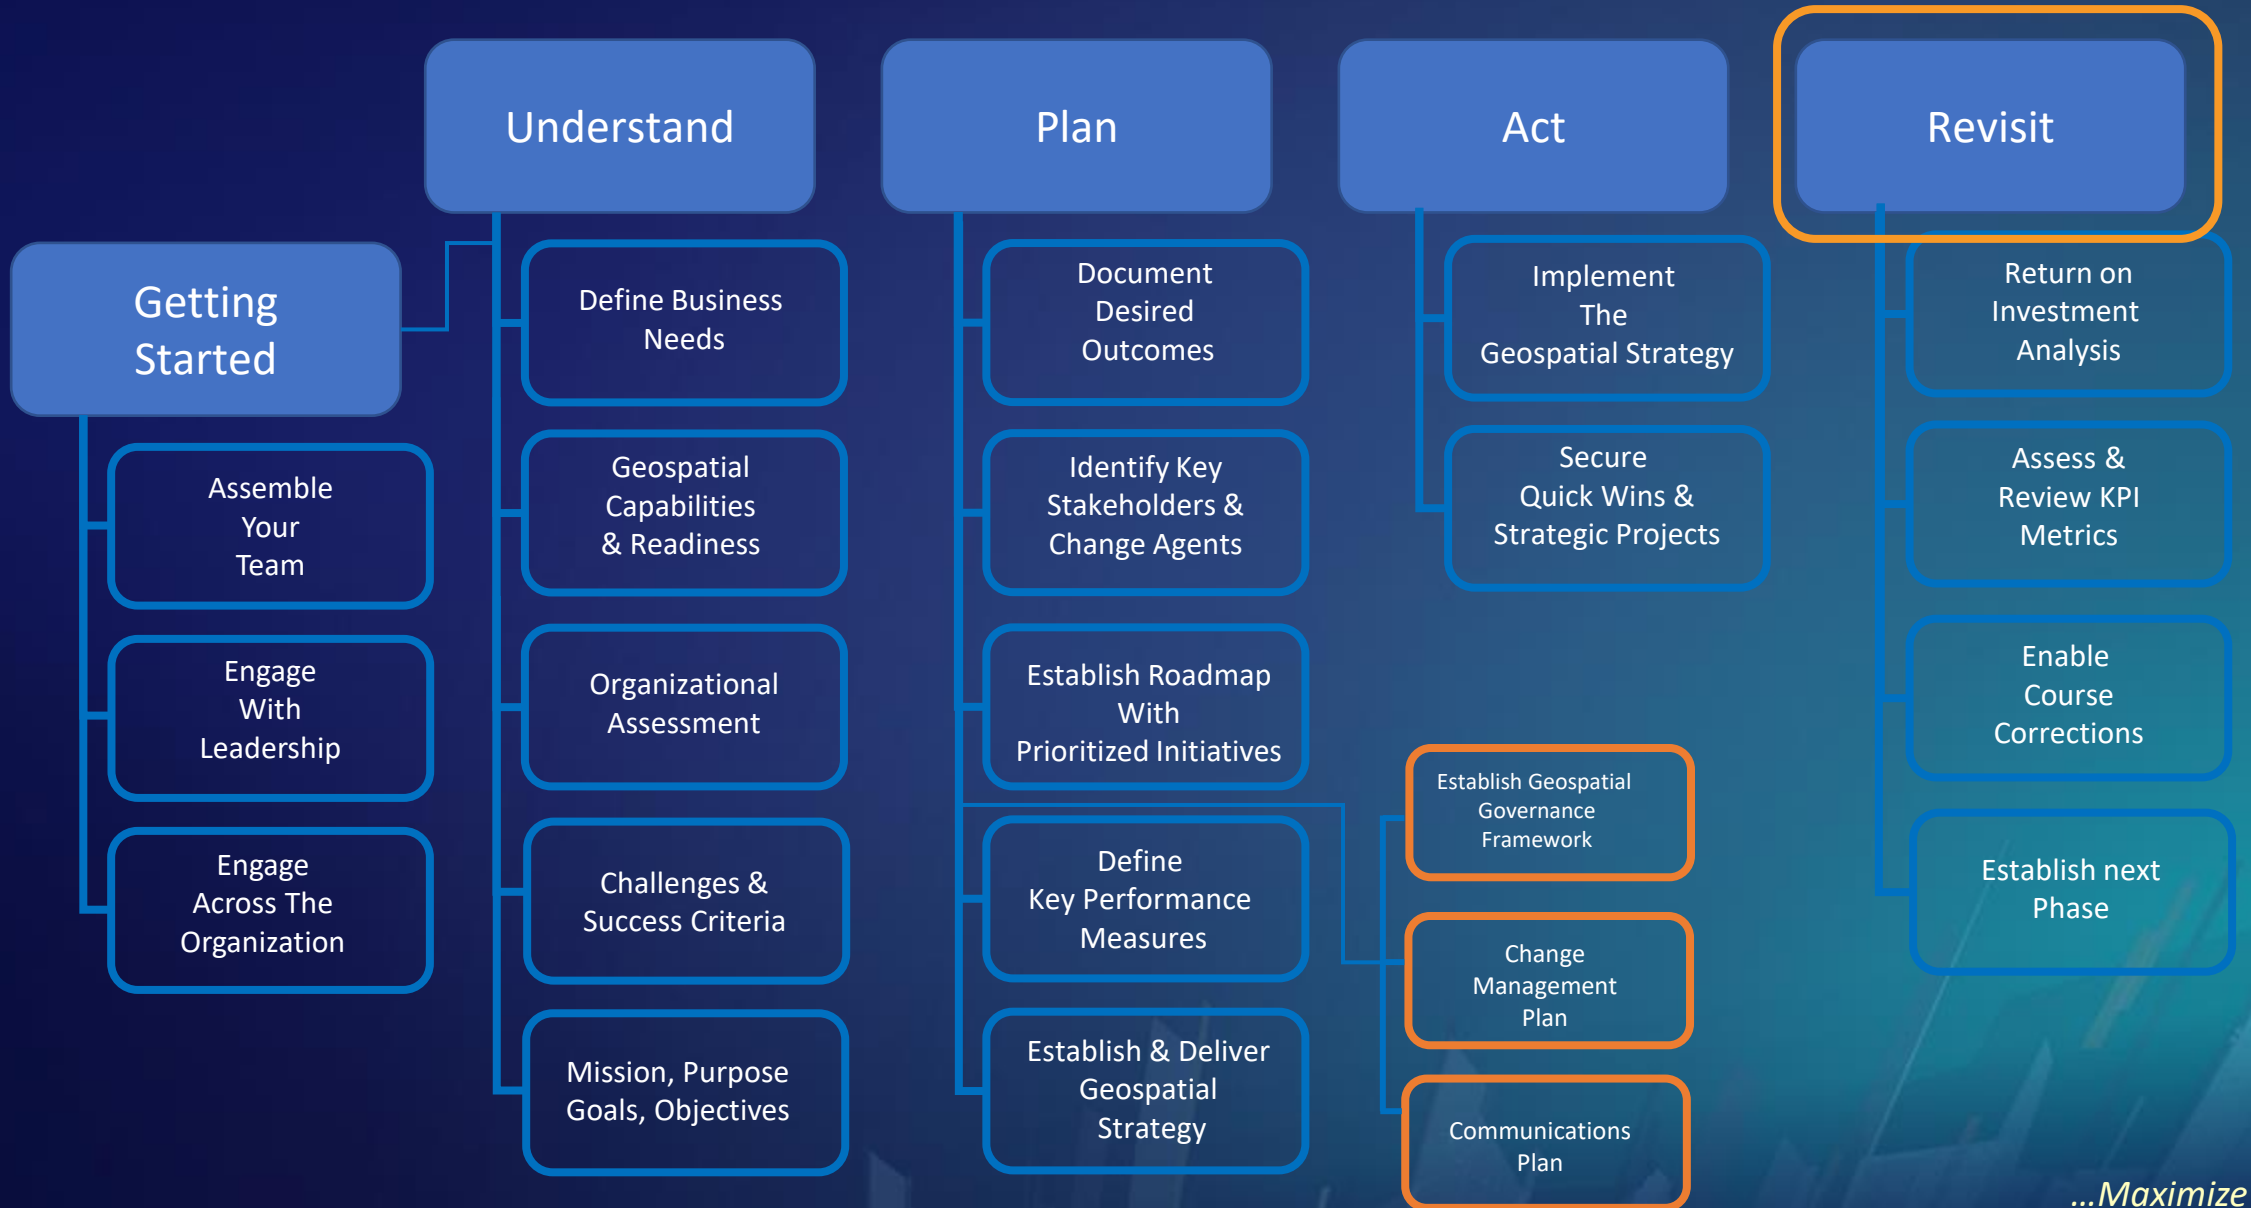 Getting
Started
Assemble
Your
Team
Engage
With
Leadership
Engage
Across The
Organization
Understand
Define Business
Needs
Geospatial
Capabilities
& Readiness
Organizational
Assessment
Challenges &
Success Criteria
Mission, Purpose
Goals, Objectives
Plan
Document
Desired
Outcomes
Identify Key
Stakeholders &
Change Agents
Establish Roadmap
With
Prioritized Initiatives
Define
Key Performance
Measures
Establish & Deliver
Geospatial
Strategy
Establish Geospatial
Governance
Framework
Change
Management
Plan
Communications
Plan
Act
Implement
The
Geospatial Strategy
Secure
Quick Wins &
Strategic Projects
Revisit
Return on
Investment
Analysis
Assess &
Review KPI
Metrics
Enable
Course
Corrections
Establish next
Phase
...Maximize